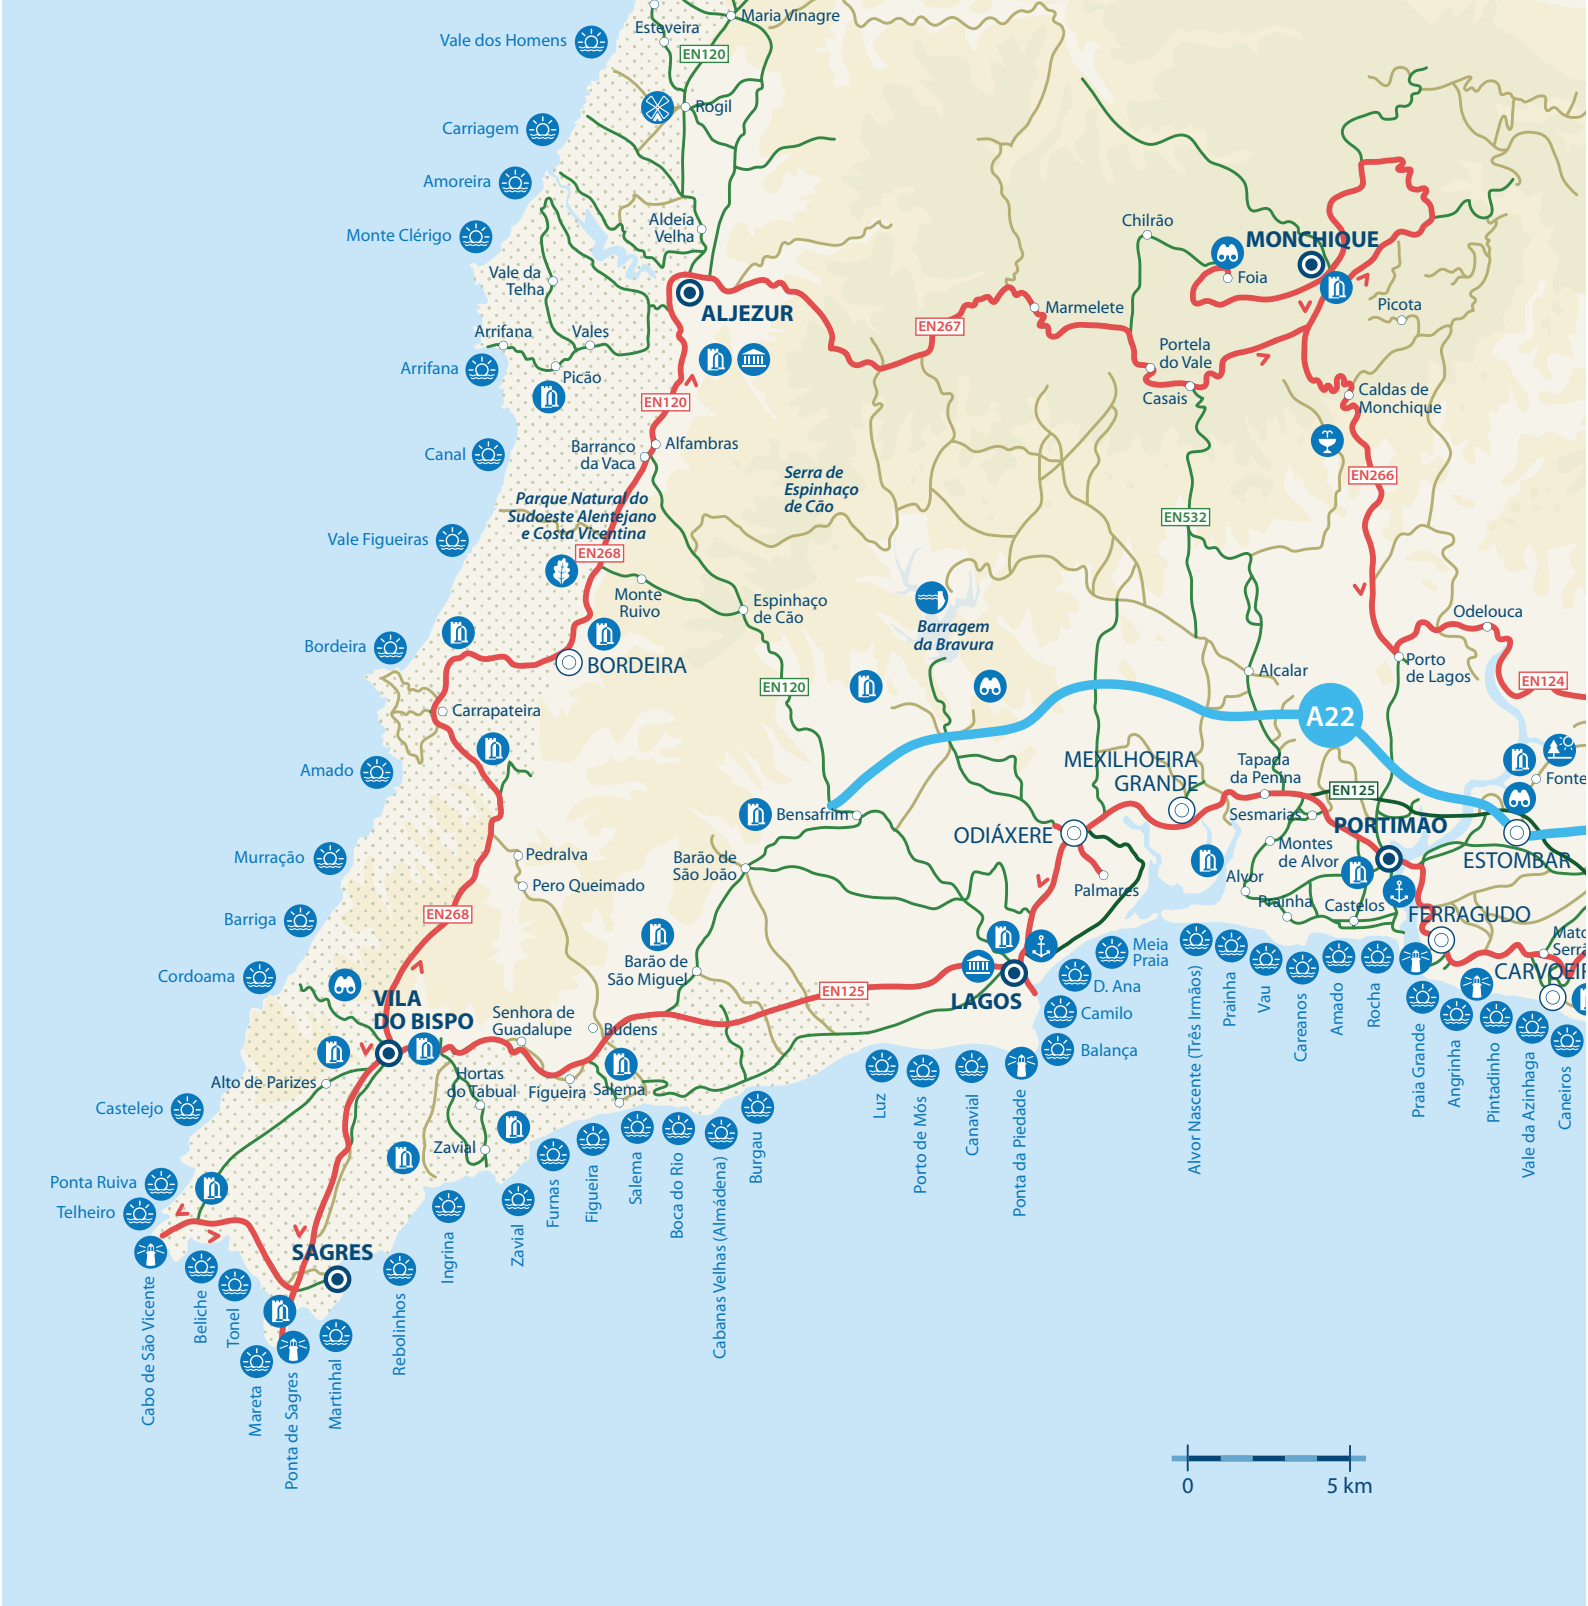 Maria Vinagre
Esteveira
Vale dos Homens
EN120
Rogil
Carriagem
Amoreira
Aldeia
Velha
Chilrão
Monte Clérigo
MONCHIQUE
Vale da
Telha
Foia
ALJEZUR
Marmelete
Picota
EN267
Arrifana
Vales
Portela
do Vale
Arrifana
Picão
Casais
Caldas de
Monchique
EN120
Barranco
da Vaca
Alfambras
Canal
Serra de
Espinhaço
de Cão
EN266
Parque Natural do
Sudoeste Alentejano
e Costa Vicentina
EN532
Vale Figueiras
EN268
Monte
Ruivo
Espinhaço
de Cão
Odelouca
Barragem
da Bravura
Bordeira
BORDEIRA
Alcalar
Porto
de Lagos
EN120
EN124
Carrapateira
A22
MEXILHOEIRA
GRANDE
Tapada
da Penina
Amado
Fonte
EN125
Bensafrim
Sesmarias
PORTIMÃO
ODIÁXERE
Murração
Pedralva
Barão de
São João
Montes
de Alvor
ESTOMBAR
Pero Queimado
Palmares
Alvor
Barriga
EN268
Prainha
Castelos
FERRAGUDO
Mato
Serrã
Cordoama
Barão de
São Miguel
Meia
Praia
CARVOEIR
EN125
LAGOS
D. Ana
VILA
DO BISPO
Senhora de
Guadalupe
Budens
Camilo
Balança
Alto de Parizes
Hortas
do Tabual
Figueira
Salema
Castelejo
Zavial
Ponta Ruiva
Telheiro
SAGRES
Cabo de São Vicente
Beliche
Tonel
Mareta
Ponta de Sagres
Martinhal
Rebolinhos
Ingrina
Zavial
Furnas
Figueira
Salema
Boca do Rio
Cabanas Velhas (Almádena)
Burgau
Luz
Porto de Mós
Canavial
Ponta da Piedade
Alvor Nascente (Três Irmãos)
Prainha
Vau
Careanos
Amado
Rocha
Praia Grande
Angrinha
Pintadinho
Vale da Azinhaga
Caneiros
0
5 km